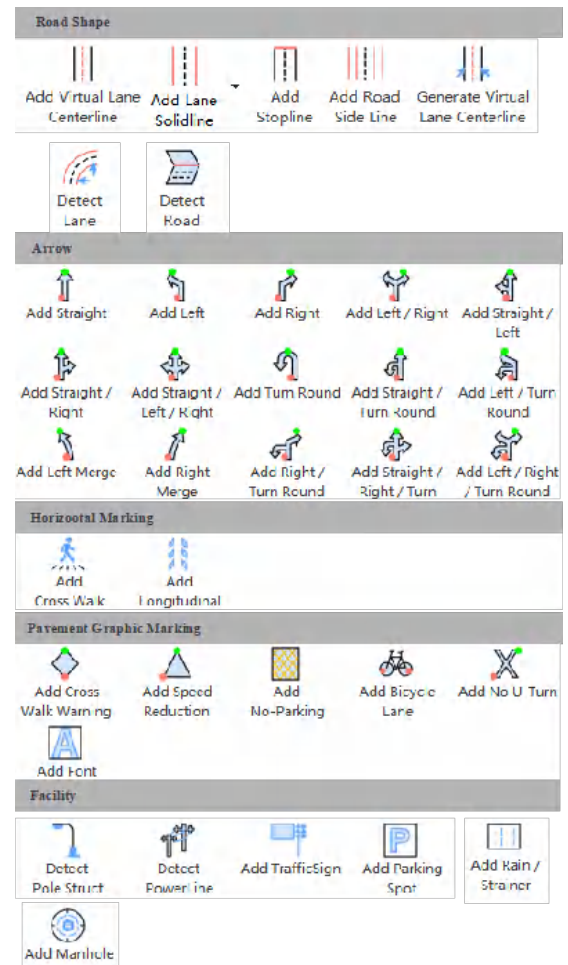 Road Shape
Add Virtual Lane Add Lane Add Add Road Generate Virtual
Centerline Solidline Stopline Side Line Lane Centerline
Detect Detect
Lane Road
Arrow
Add Straight Add Left Add Right Add Left / Right Add Straight /
Left
Add Straight / Add Straight / Add Turn Round Add Straight / Add Left / Turn
Right Left / Right Turn Round Round
Add Left Merge Add Right Add Right / Add Straight / Add Left / Right
Merge Turn Round Right / Turn / Turn Round
Horizootal Marking
Add Add
Cross Walk Longitudinal
Pavement Graphic Marking
Add Cross Add Speed Add Add Bicycle Add No U-Turn
Walk Warning Reduction No-Parking Lane
A
Add Font
Facility
P
Detect Detect Add TrafficSign Add Parking Add Rain /
Pole Struct PowerLine Spot Strainer
Add Manhole